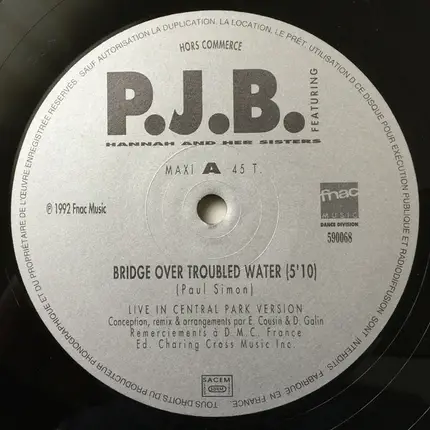 TOUS DROITS DU PRODUCTEUR PHONOGRAPHIQUE ET DU PROPRIETAIRE DE L'ŒUVRE ENREGISTREE RÉSERVÉS. SAUF AUTORISATION LA DUPLICATION, LA LOCATION, LE PRÊT, UTILISATION DE CE DISQUE POUR EXÉCUTION PUBLIQUE ET RADIODIFFUSION SONT INTERDITS. FABRIQUÉ EN FRANCE.
HORS COMMERCE
P.J.B.
FEATURING
HANNAH AND HER SISTERS
MAXI A 45 T.
℗ 1992 Fnac Music
fnac
music
DANCE DIVISION
590068
BRIDGE OVER TROUBLED WATER (5'10)
(Paul Simon)
LIVE IN CENTRAL PARK VERSION
Conception, remix & arrangements par E. Cousin & D. Galin
Remerciements à D.M.C. France
Ed. Charing Cross Music Inc.
SACEM